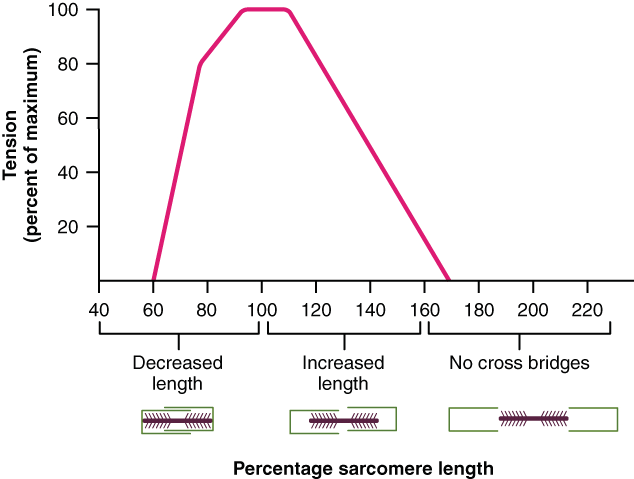 100
80
60
40
20
Tension
(percent of maximum)
40 60 80 100 120 140 160 180 200 220
Decreased
length
Increased
length
No cross bridges
Percentage sarcomere length